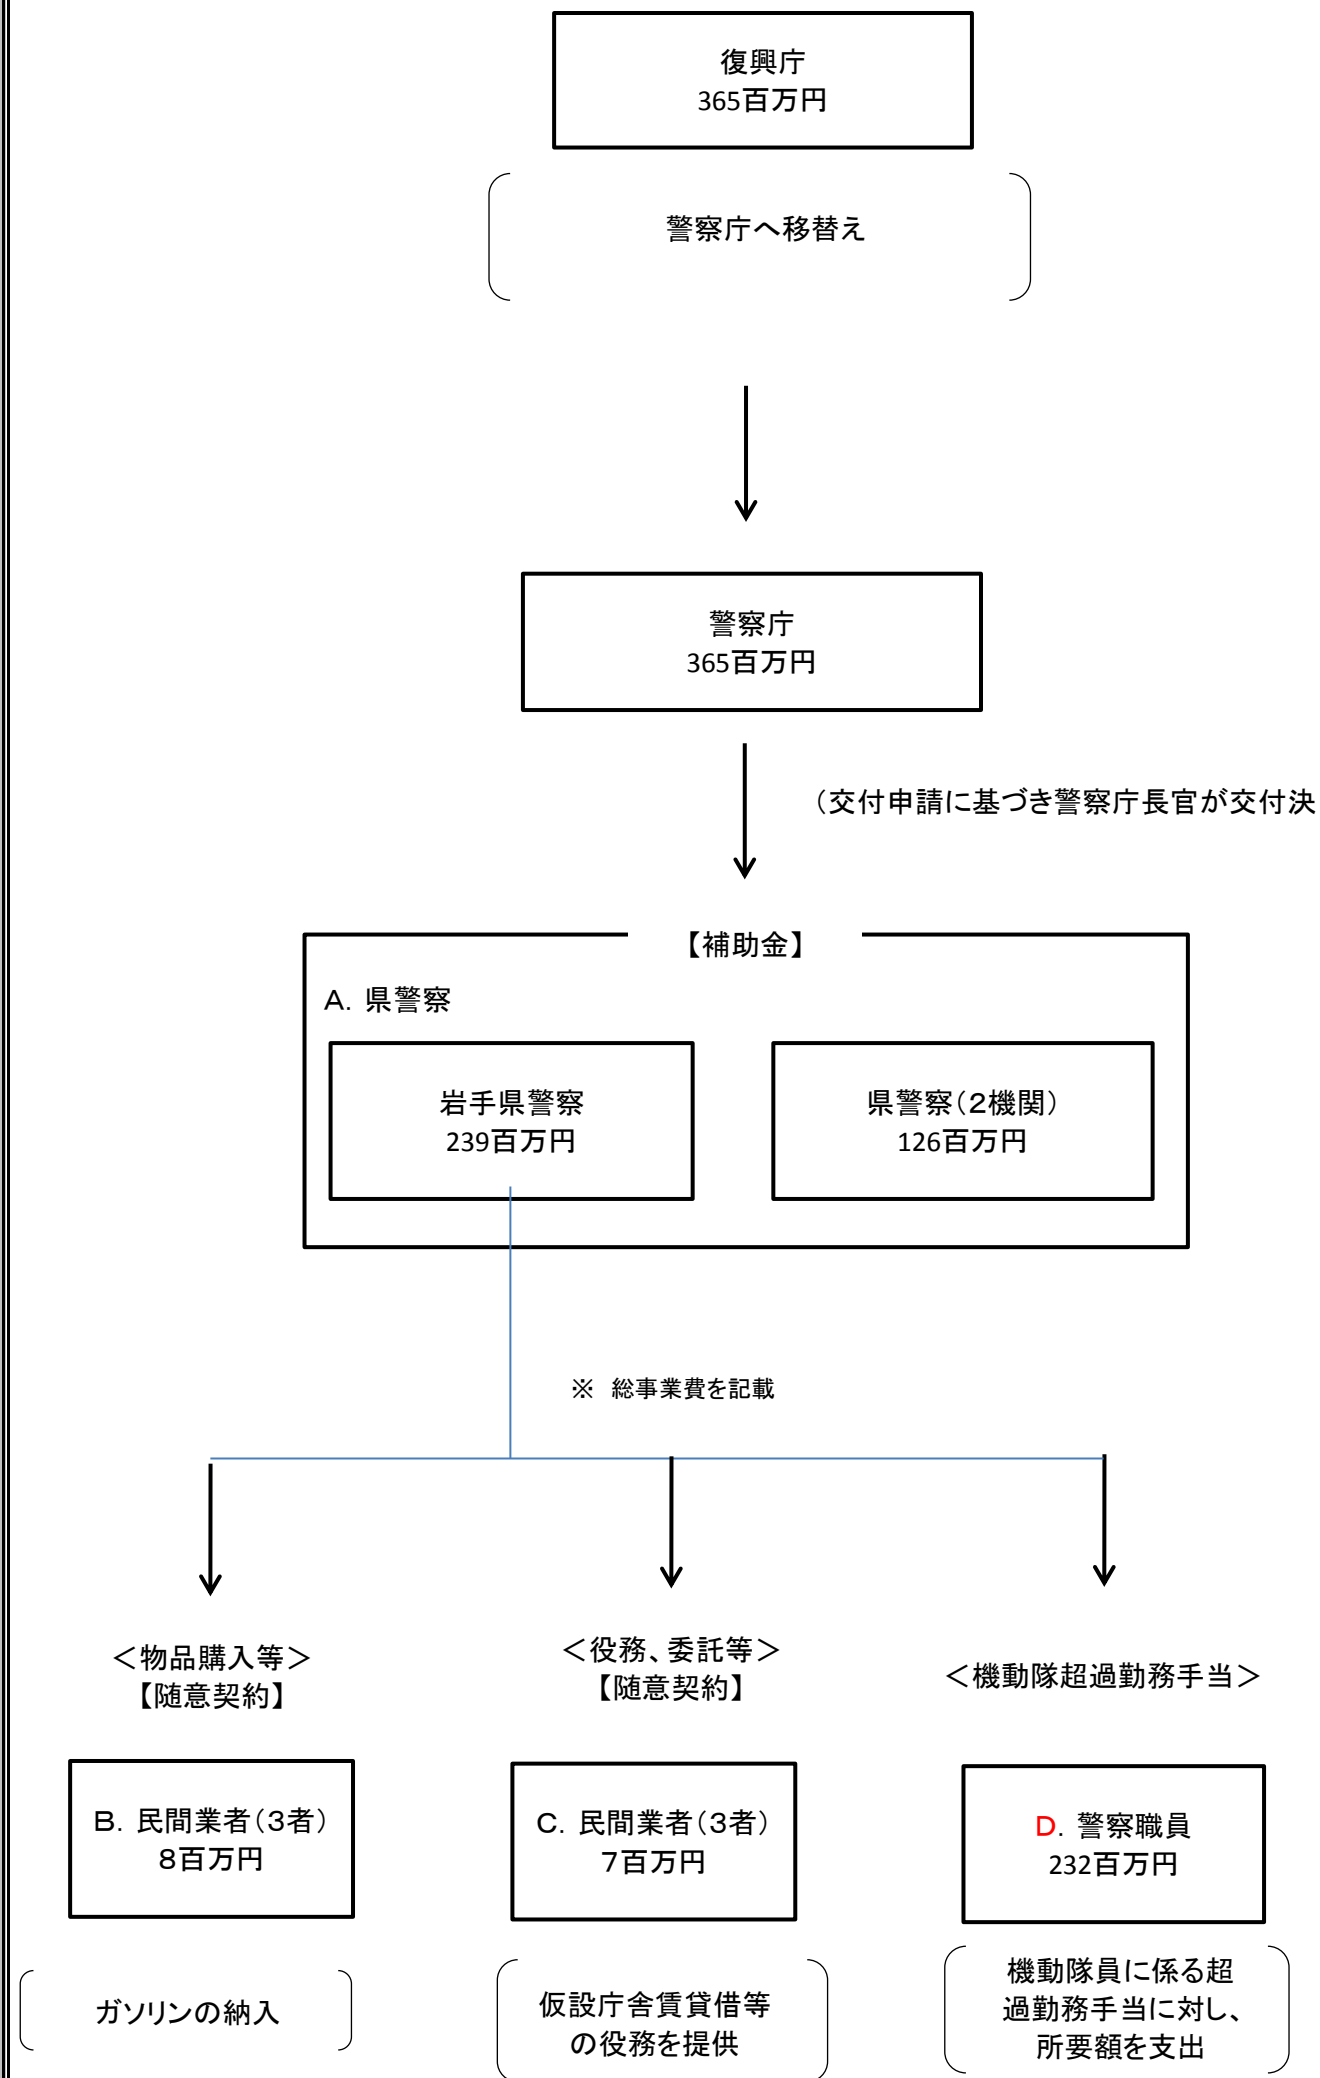 復興庁
365百万円
警察庁へ移替え
警察庁
365百万円
（交付申請に基づき警察庁長官が交付決
【補助金】
Ａ．県警察
岩手県警察
239百万円
県警察（２機関）
126百万円
※　総事業費を記載
＜物品購入等＞
【随意契約】
＜役務、委託等＞
【随意契約】
＜機動隊超過勤務手当＞
Ｂ．民間業者（３者）
８百万円
Ｃ．民間業者（３者）
７百万円
Ｄ．警察職員
232百万円
ガソリンの納入
仮設庁舎賃貸借等
の役務を提供
機動隊員に係る超
過勤務手当に対し、
所要額を支出